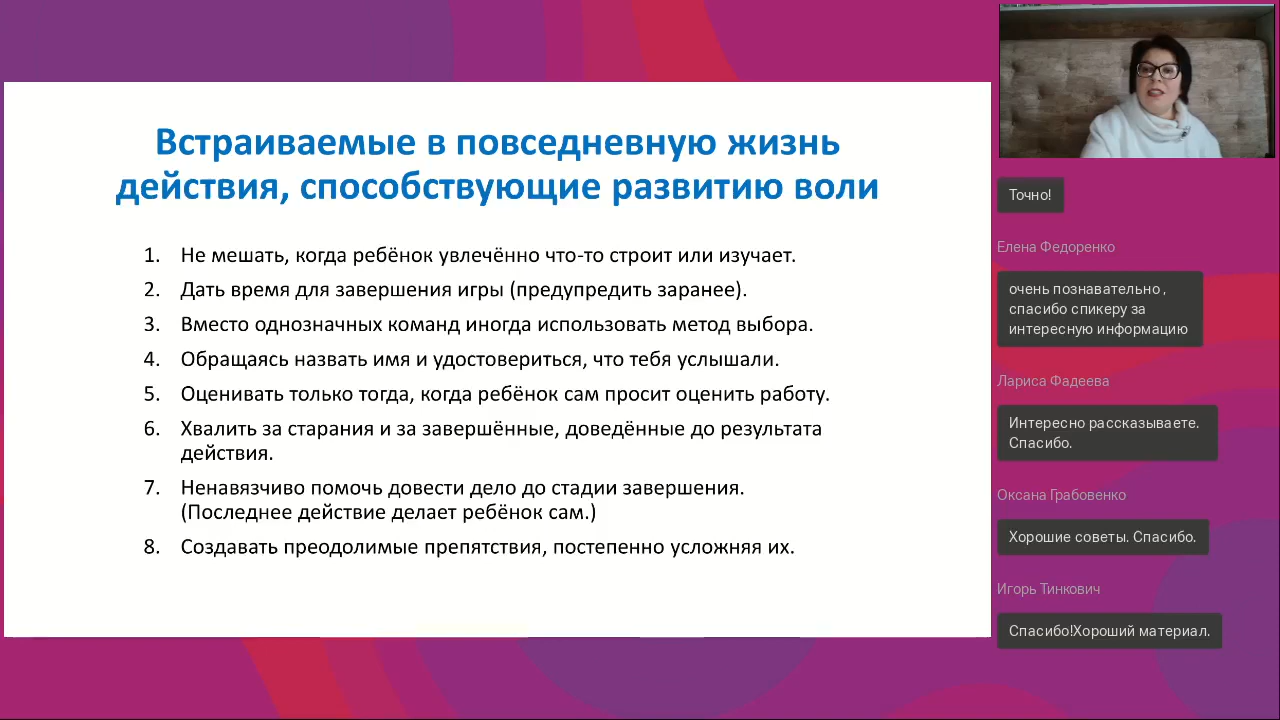 Встраиваемые в повседневную жизнь
действия, способствующие развитию воли
1. Не мешать, когда ребёнок увлечённо что-то строит или изучает.
2. Дать время для завершения игры (предупредить заранее).
3. Вместо однозначных команд иногда использовать метод выбора.
4. Обращаясь назвать имя и удостовериться, что тебя услышали.
5. Оценивать только тогда, когда ребёнок сам просит оценить работу.
6. Хвалить за старания и за завершённые, доведённые до результата
действия.
7. Ненавязчиво помочь довести дело до стадии завершения.
(Последнее действие делает ребёнок сам.)
8. Создавать преодолимые препятствия, постепенно усложняя их.
Точно!
Елена Федоренко
очень познавательно ,
спасибо спикеру за
интересную информацию
Лариса Фадеева
Интересно рассказываете.
Спасибо.
Оксана Грабовенко
Хорошие советы. Спасибо.
Игорь Тинкович
Спасибо!Хороший материал.